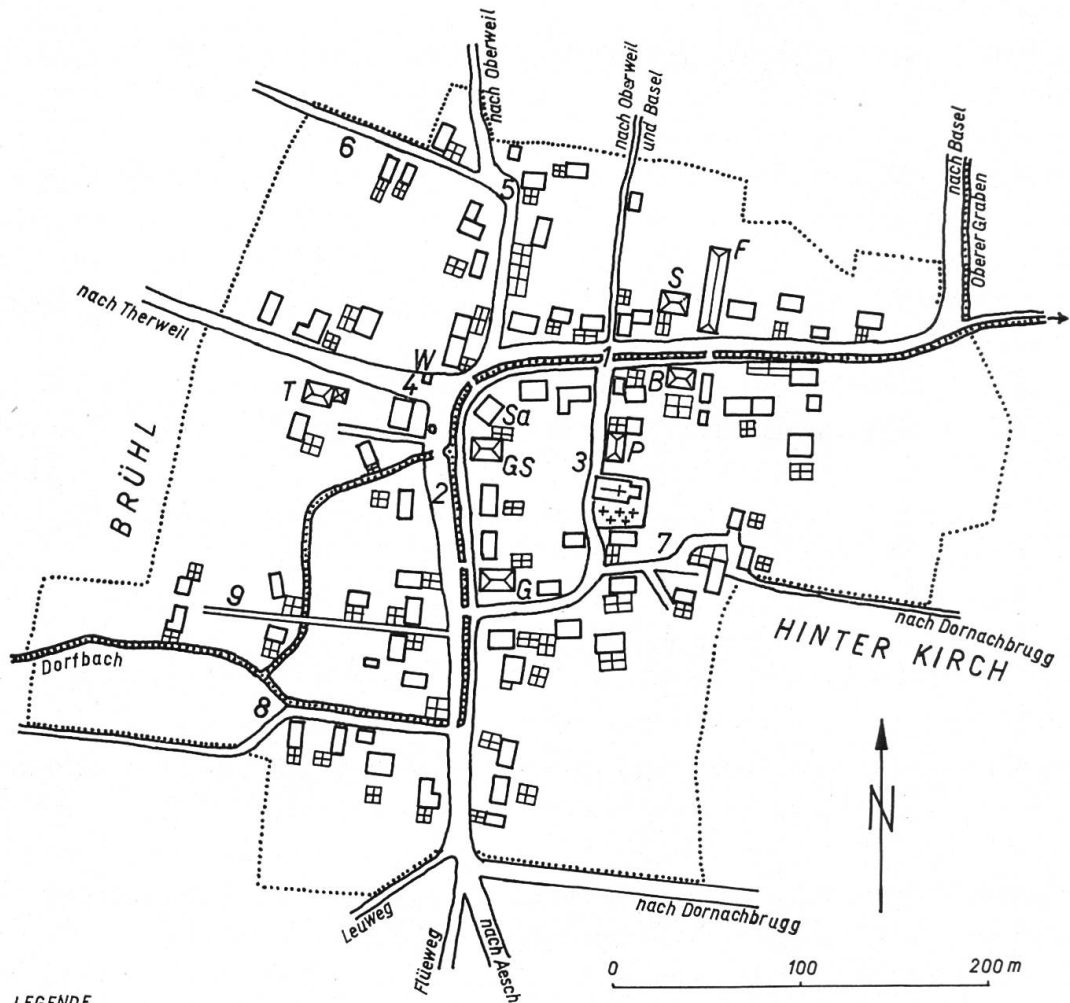 nach Oberweil
nach Oberweil
und Basel
nach Basel
Oberer Graben
6
5
nach Therweil
F
S
W
4
1
T
B
Sa
GS
3
P
2
BRÜHL
7
G
9
nach Dornachbrugg
HINTER KIRCH
Dorfbach
8
N
Leuweg
Flüeweg
nach Aesch
nach Dornachbrugg
0 100 200 m
LEGENDE